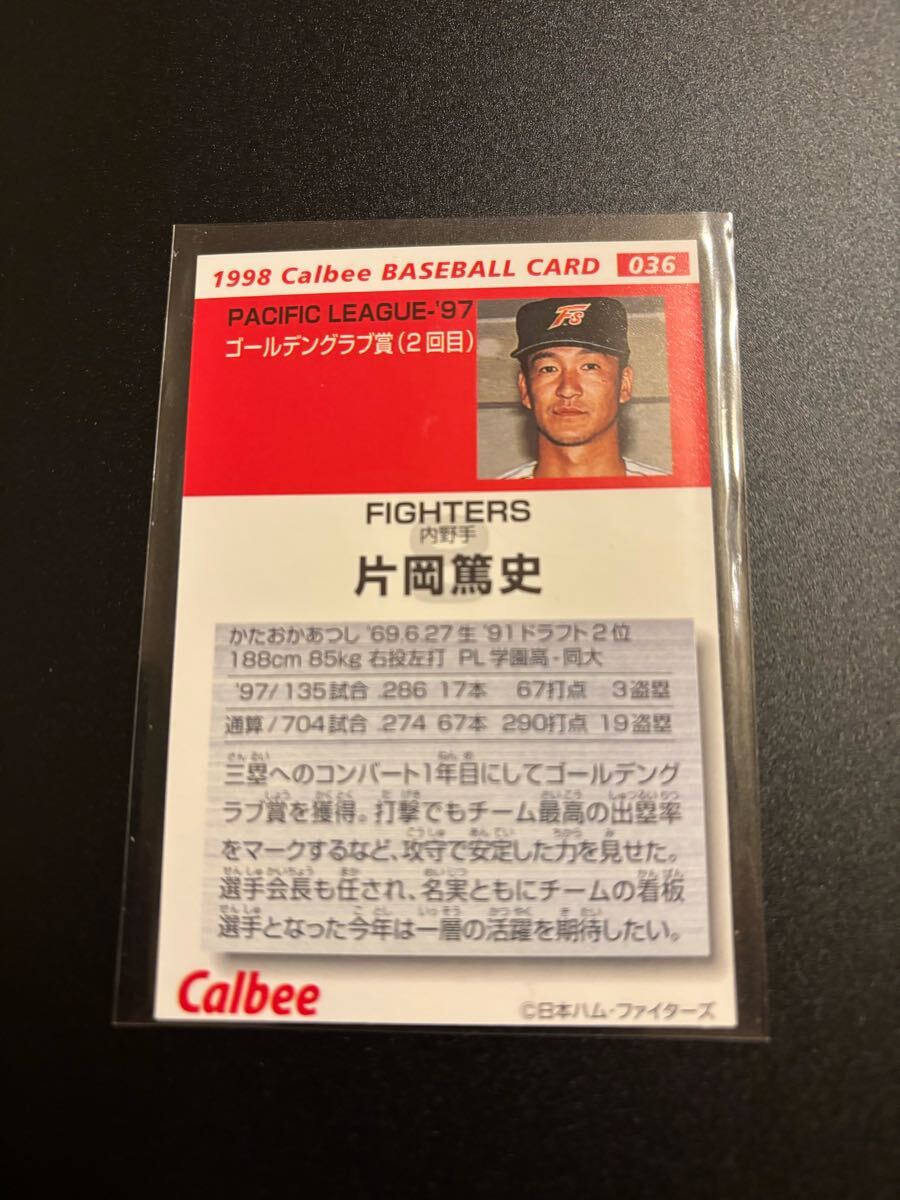 1998 Calbee BASEBALL CARD 036
PACIFIC LEAGUE-'97
ゴールデングラブ賞(2回目)
Fs
FIGHTERS
内野手
片岡篤史
かたおかあつし '69.6.27生 '91ドラフト2位
188cm 85kg 右投左打 PL学園高-同大
'97/135試合 .286 17本 67打点 3盗塁
通算/704試合 .274 67本 290打点 19盗塁
三塁へのコンバート1年目にしてゴールデング
ラブ賞を獲得。打撃でもチーム最高の出塁率
をマークするなど、攻守で安定した力を見せた。
選手会長も任され、名実ともにチームの看板
選手となった今年は一層の活躍を期待したい。
Calbee
©日本ハム・ファイターズ